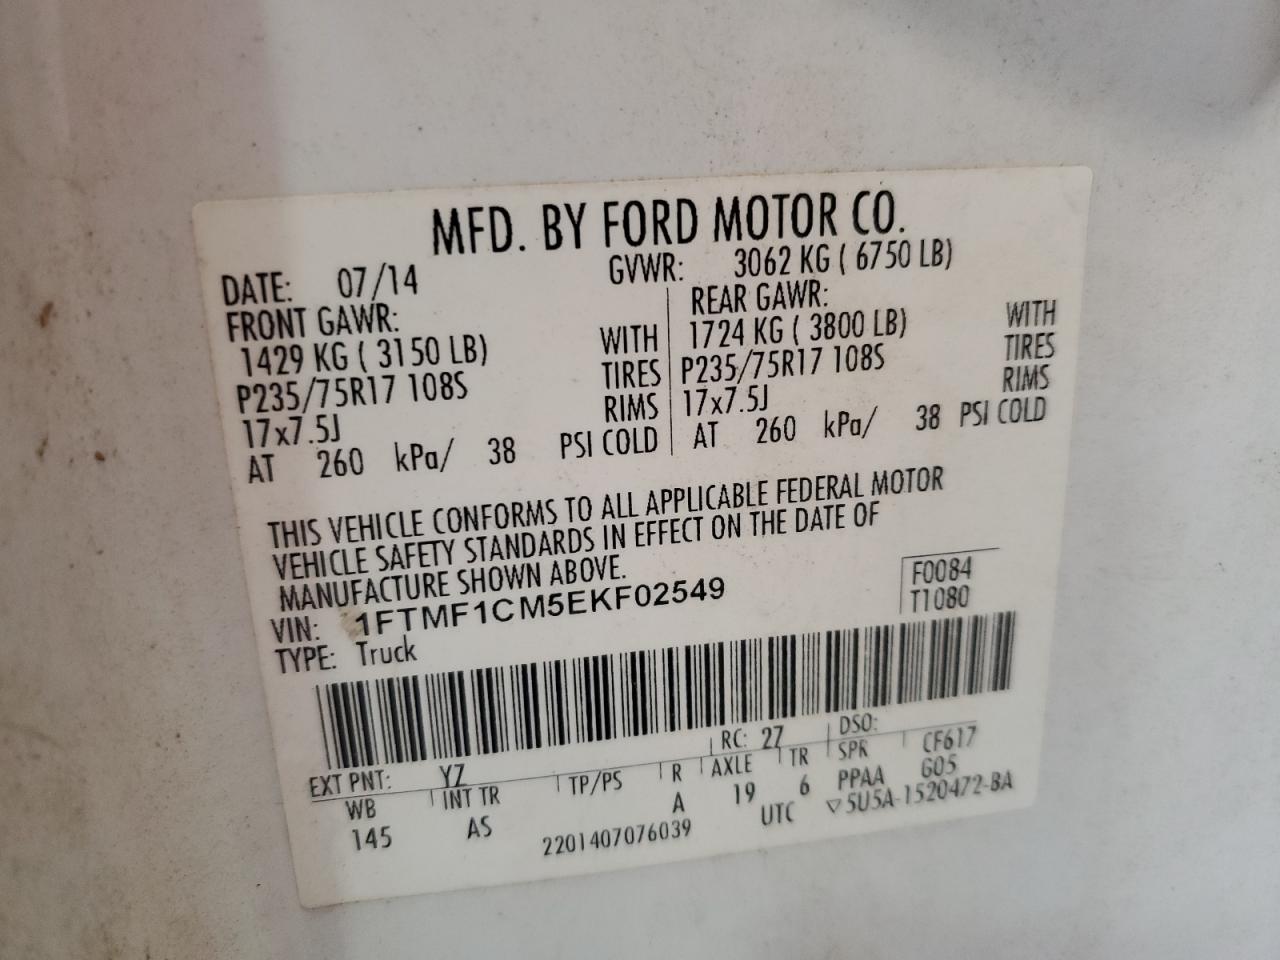 MFD. BY FORD MOTOR CO.
DATE: 07/14 GVWR: 3062 KG ( 6750 LB)
FRONT GAWR: REAR GAWR:
1429 KG ( 3150 LB) WITH 1724 KG ( 3800 LB) WITH
P235/75R17 108S TIRES P235/75R17 108S TIRES
17x7.5J RIMS 17x7.5J RIMS
AT 260 kPa/ 38 PSI COLD AT 260 kPa/ 38 PSI COLD
THIS VEHICLE CONFORMS TO ALL APPLICABLE FEDERAL MOTOR
VEHICLE SAFETY STANDARDS IN EFFECT ON THE DATE OF
MANUFACTURE SHOWN ABOVE.
F0084
VIN: 1FTMF1CM5EKF02549
T1080
TYPE: Truck
EXT PNT: YZ RC: 27 DSO:
WB INT TR TP/PS R AXLE TR SPR CF617
145 AS A 19 6 PPAA G05
2201407076039 UTC ▽5U5A-1520472-BA